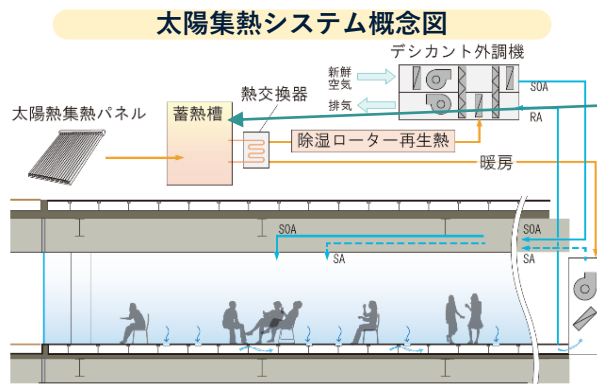 太陽集熱システム概念図
デシカント外調機
新鮮
空気
排気
SOA
RA
熱交換器
太陽熱集熱パネル
蓄熱槽
除湿ローター再生熱
暖房
SOA
SA
SOA
SA